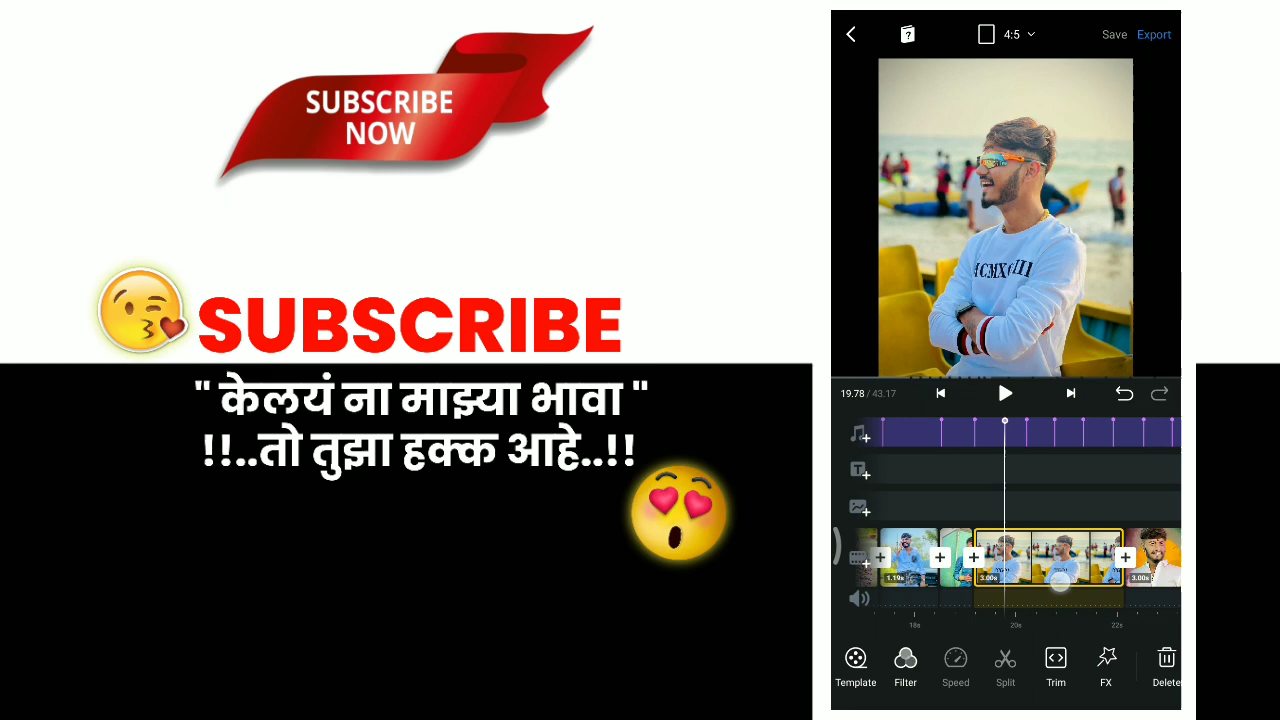 SUBSCRIBE
NOW
SUBSCRIBE
" केलयं ना माझ्या भावा "
!!..तो तुझा हक्क आहे..!!
4:5
Save
Export
19.78 / 43.17
1.19s
3.00s
3.00s
18s
20s
22s
Template
Filter
Speed
Split
Trim
FX
Delete